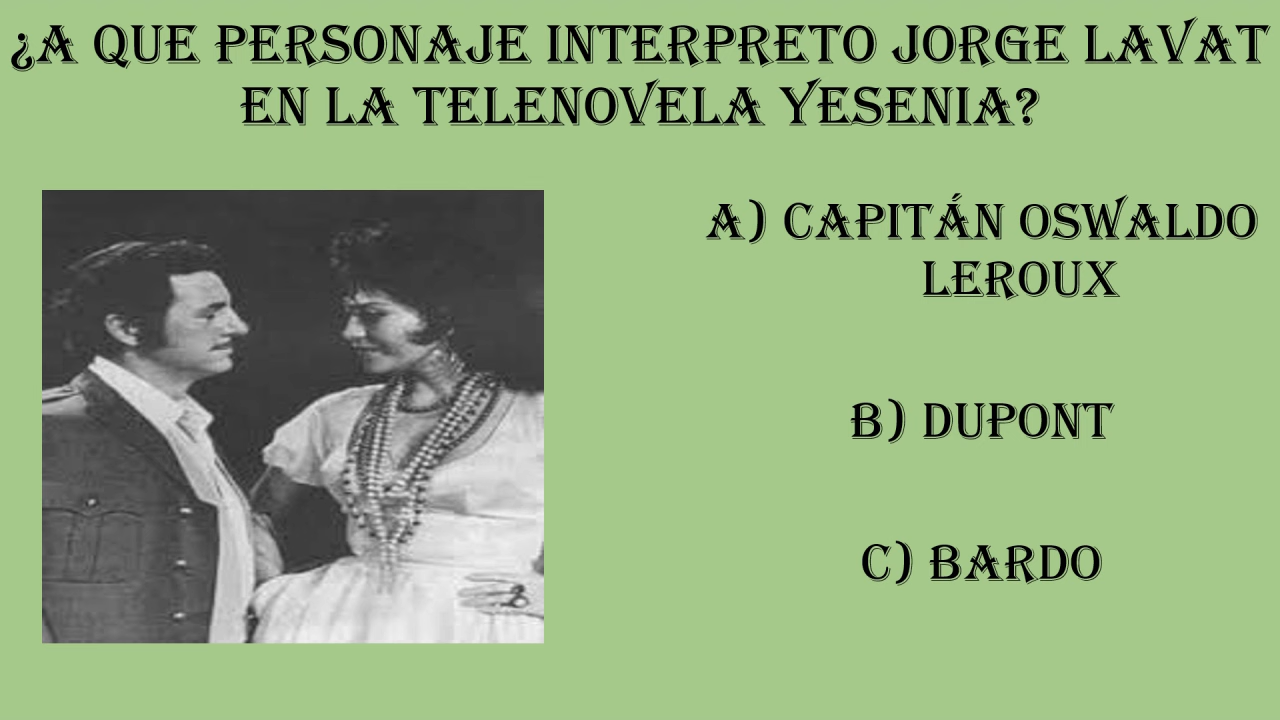 ¿A QUE PERSONAJE INTERPRETO JORGE LAVAT
EN LA TELENOVELA YESENIA?
A) CAPITÁN OSWALDO
LEROUX
B) DUPONT
C) BARDO